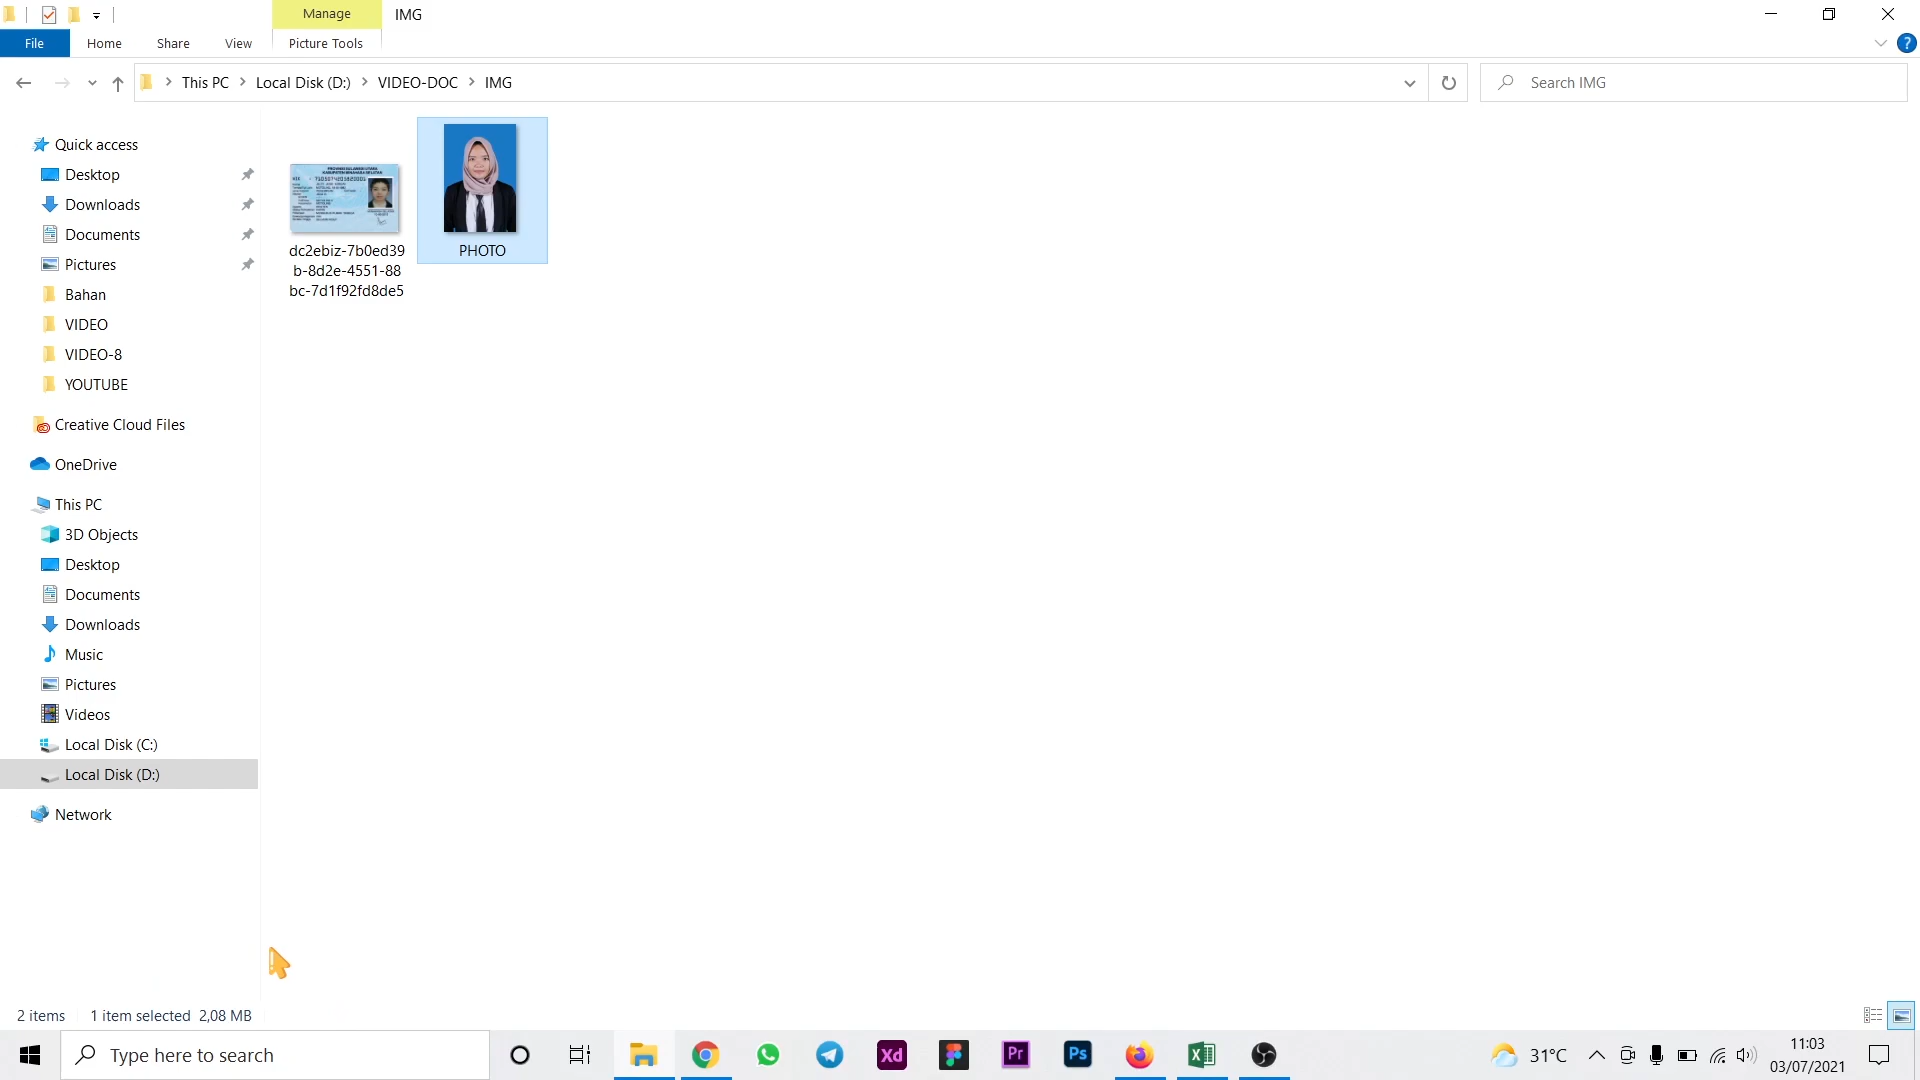 Manage
IMG
File
Home
Share
View
Picture Tools
This PC
Local Disk (D:)
VIDEO-DOC
IMG
Search IMG
Quick access
Desktop
Downloads
Documents
Pictures
Bahan
VIDEO
VIDEO-8
YOUTUBE
Creative Cloud Files
OneDrive
This PC
3D Objects
Desktop
Documents
Downloads
Music
Pictures
Videos
Local Disk (C:)
Local Disk (D:)
Network
dc2ebiz-7b0ed39
b-8d2e-4551-88
bc-7d1f92fd8de5
PHOTO
2 items
1 item selected 2,08 MB
Type here to search
Xd
Pr
Ps
31°C
11:03
03/07/2021